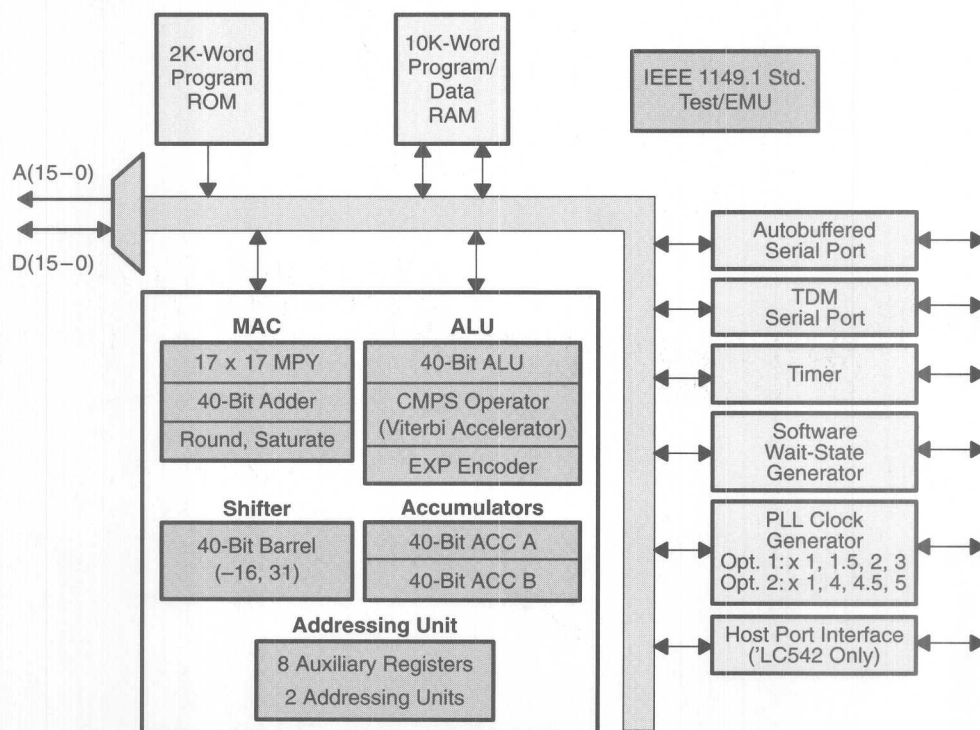 2K-Word
Program
ROM
10K-Word
Program/
Data
RAM
IEEE 1149.1 Std.
Test/EMU
A(15–0)
D(15–0)
MAC
17 x 17 MPY
40-Bit Adder
Round, Saturate
ALU
40-Bit ALU
CMPS Operator
(Viterbi Accelerator)
EXP Encoder
Shifter
40-Bit Barrel
(–16, 31)
Accumulators
40-Bit ACC A
40-Bit ACC B
Addressing Unit
8 Auxiliary Registers
2 Addressing Units
Autobuffered
Serial Port
TDM
Serial Port
Timer
Software
Wait-State
Generator
PLL Clock
Generator
Opt. 1: x 1, 1.5, 2, 3
Opt. 2: x 1, 4, 4.5, 5
Host Port Interface
('LC542 Only)